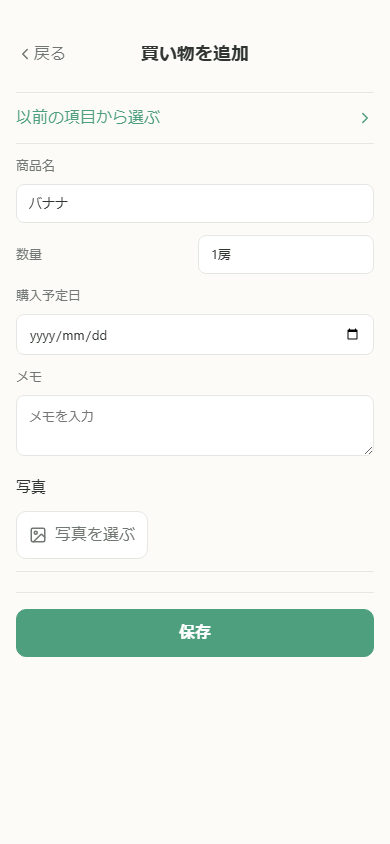 戻る
買い物を追加
以前の項目から選ぶ
商品名
バナナ
数量
1房
購入予定日
yyyy/mm/dd
メモ
メモを入力
写真
写真を選ぶ
保存